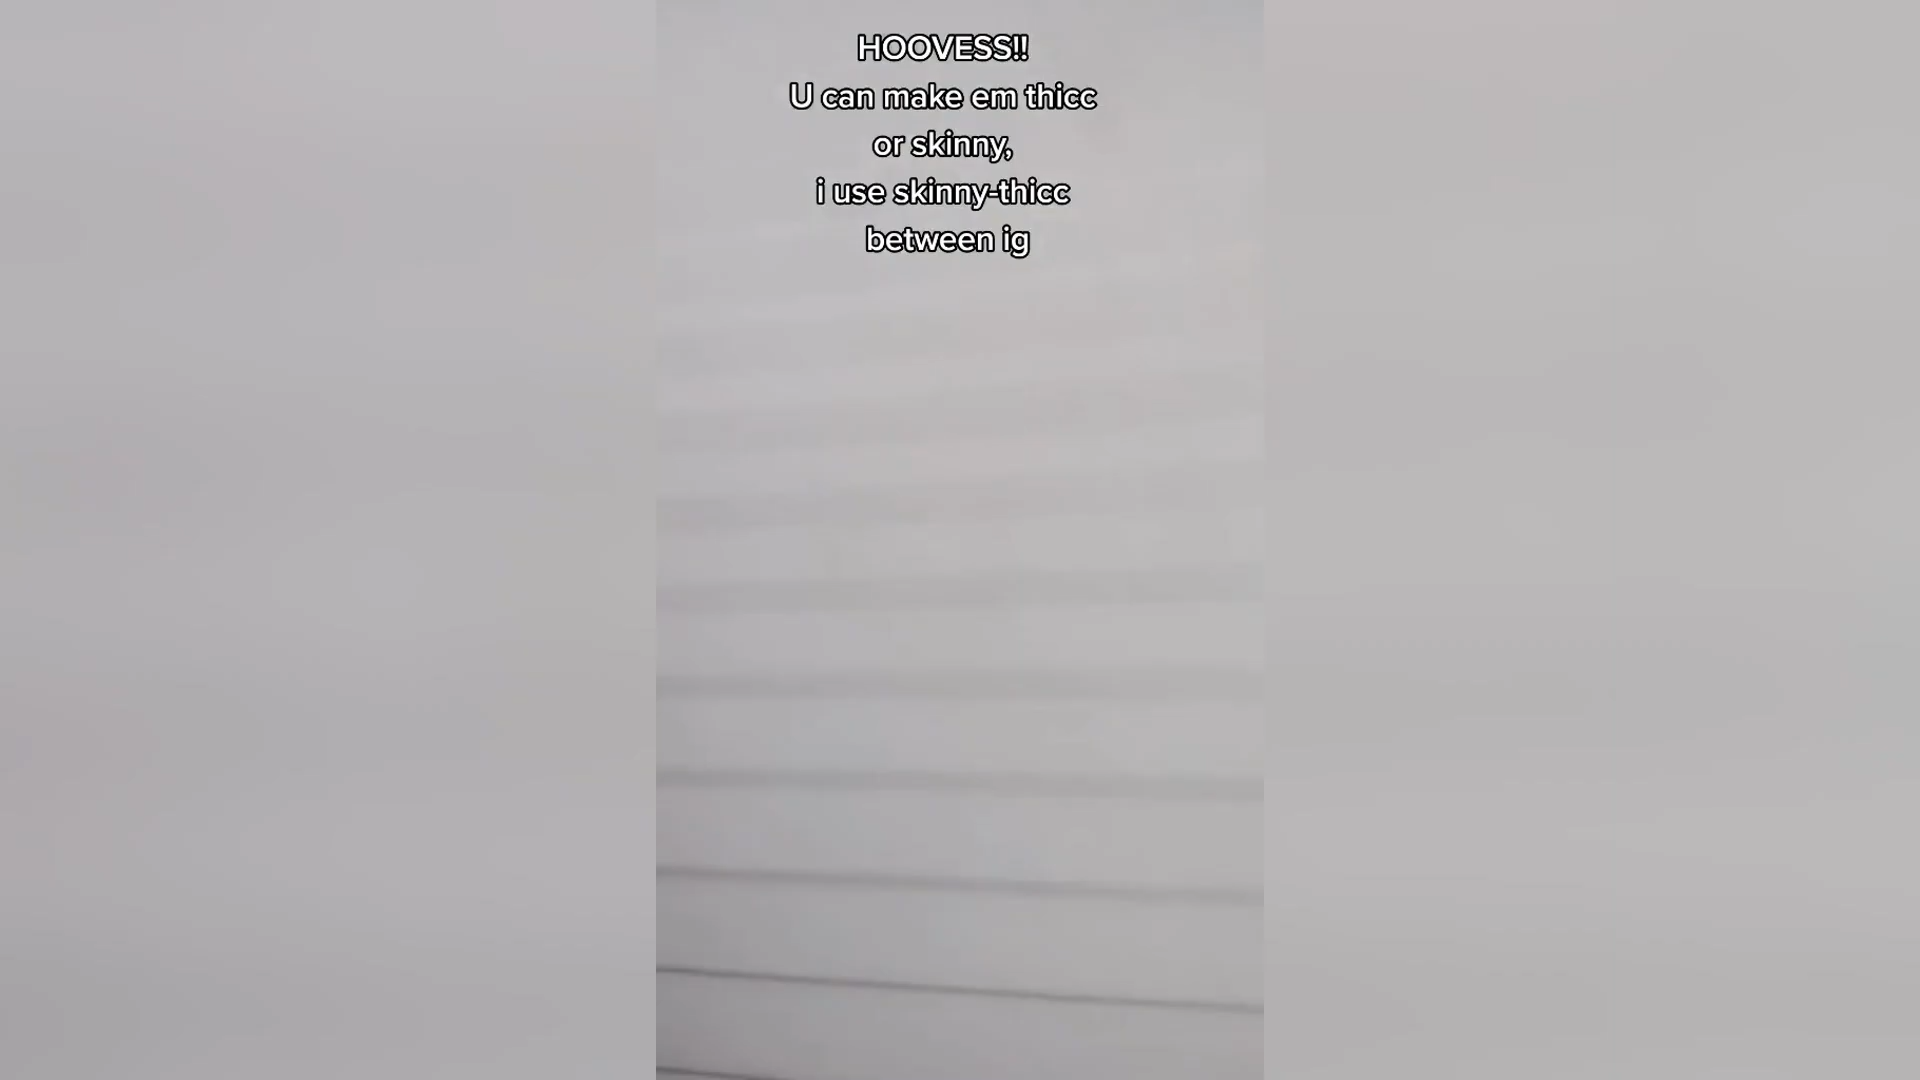 HOOVESS!!
U can make em thicc
or skinny,
i use skinny-thicc
between ig